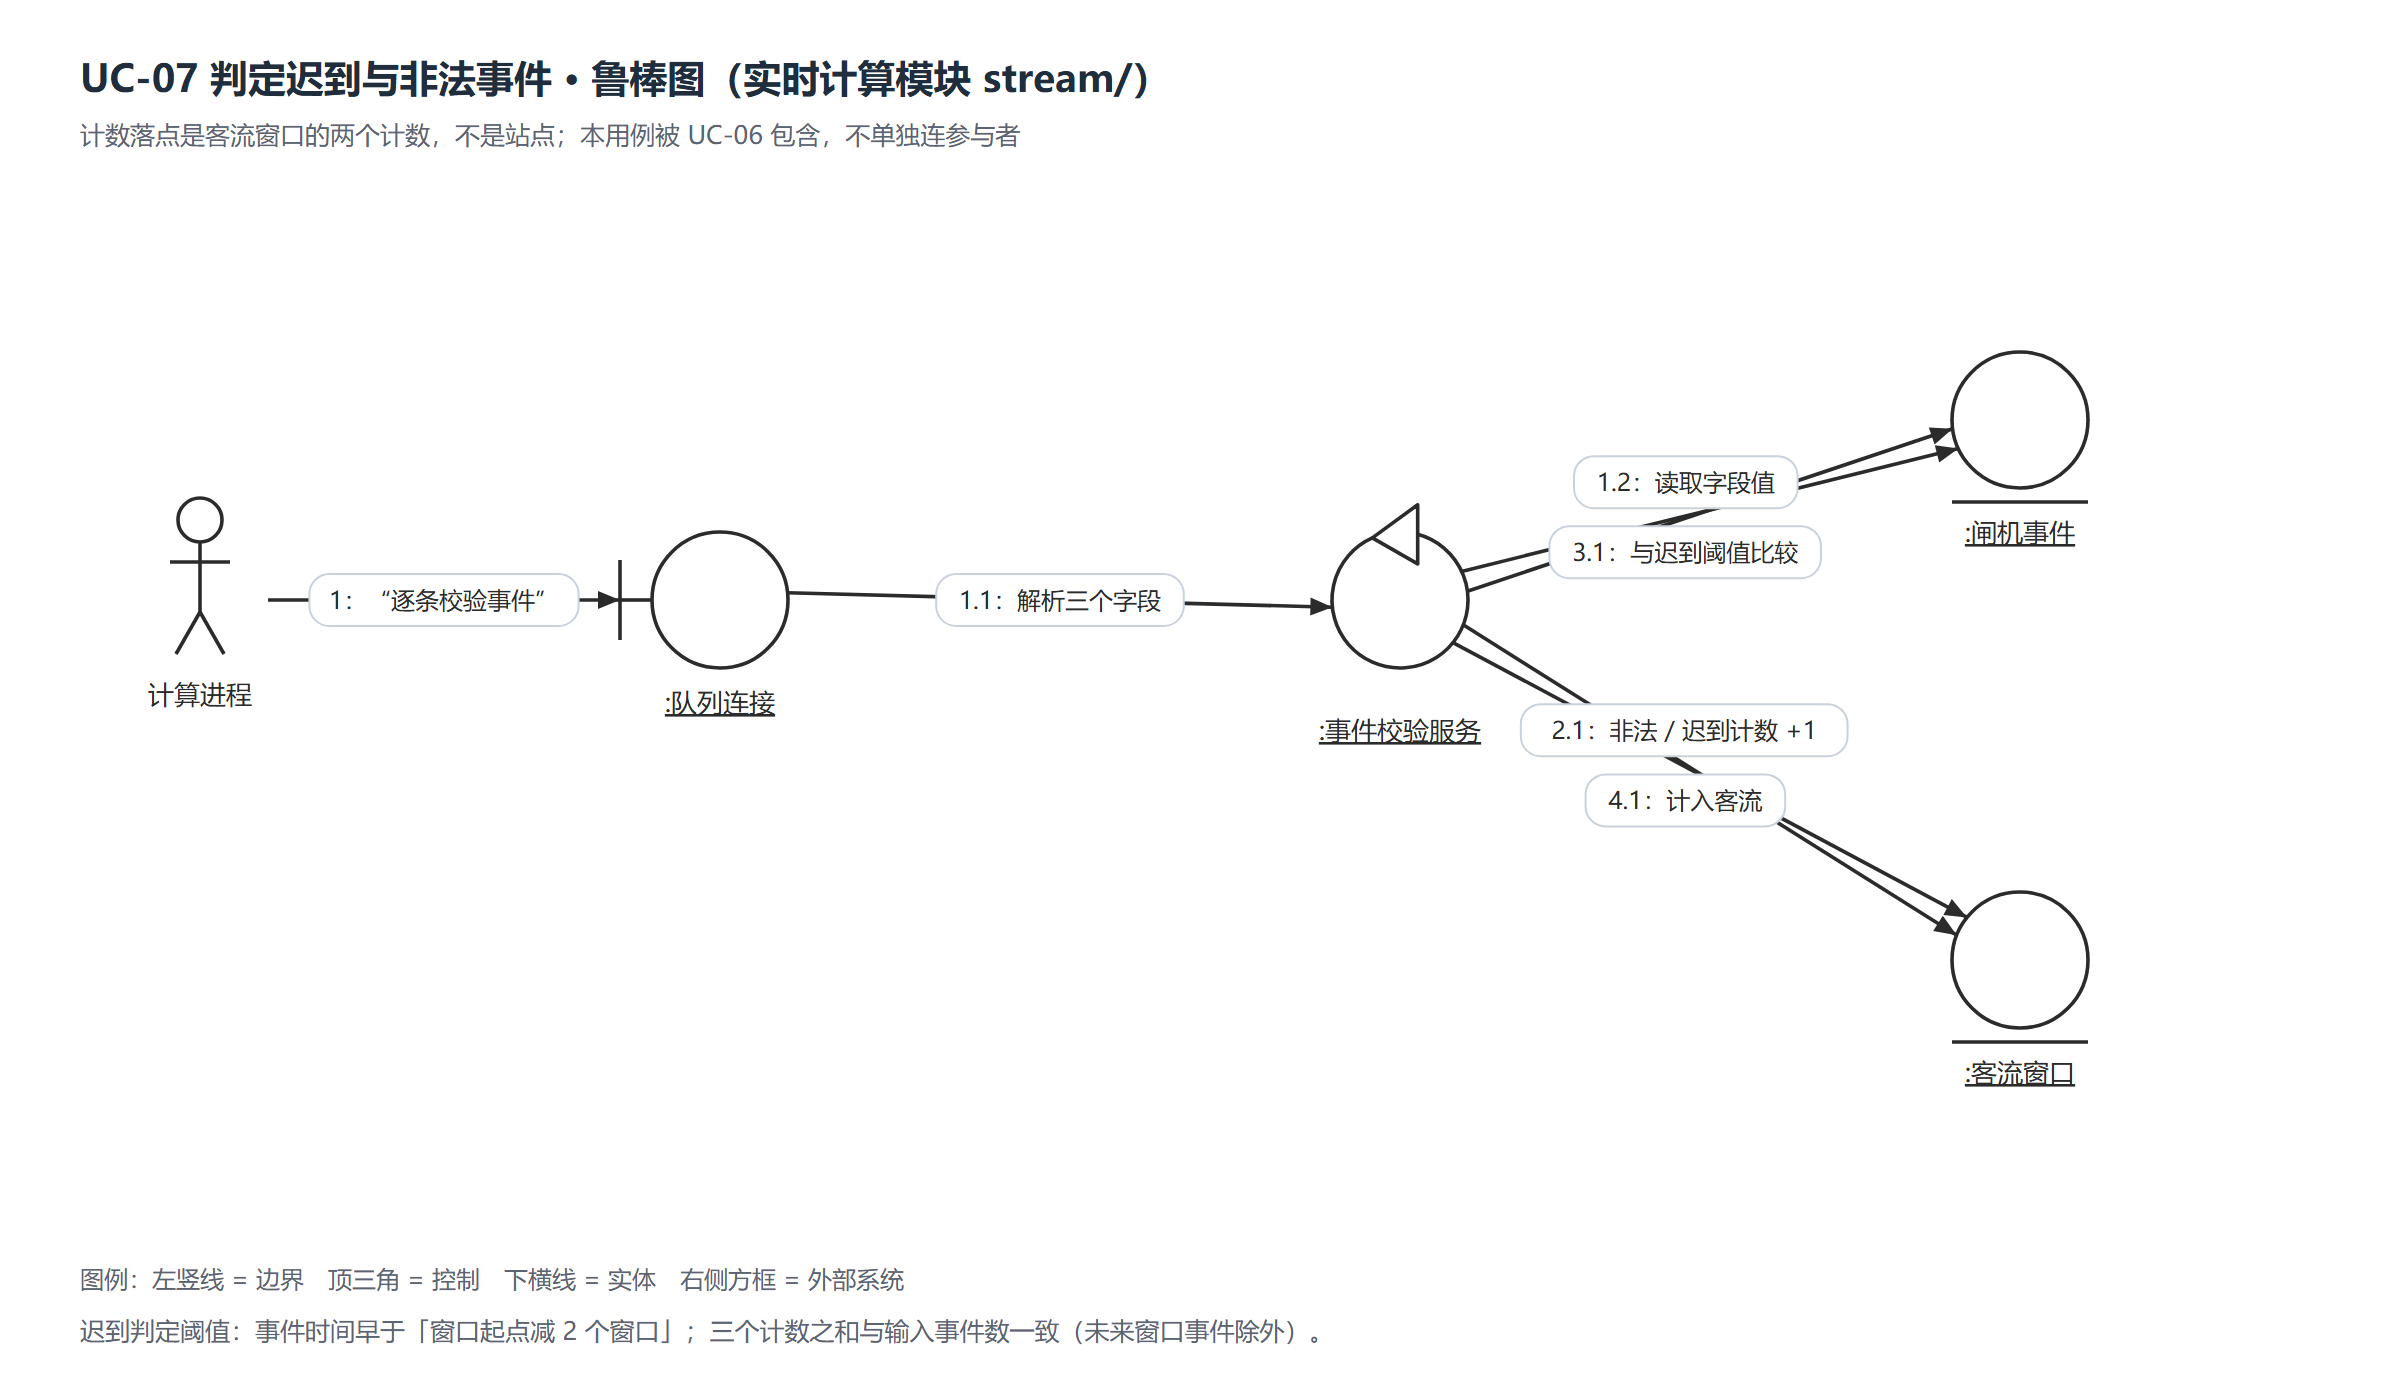 UC-07 判定迟到与非法事件 • 鲁棒图（实时计算模块 stream/）
计数落点是客流窗口的两个计数，不是站点；本用例被 UC-06 包含，不单独连参与者
1.2：读取字段值
:闸机事件
3.1：与迟到阈值比较
1：“逐条校验事件”
1.1：解析三个字段
计算进程
:队列连接
:事件校验服务
2.1：非法 / 迟到计数 +1
4.1：计入客流
:客流窗口
图例：左竖线 = 边界　顶三角 = 控制　下横线 = 实体　右侧方框 = 外部系统
迟到判定阈值：事件时间早于「窗口起点减 2 个窗口」；三个计数之和与输入事件数一致（未来窗口事件除外）。